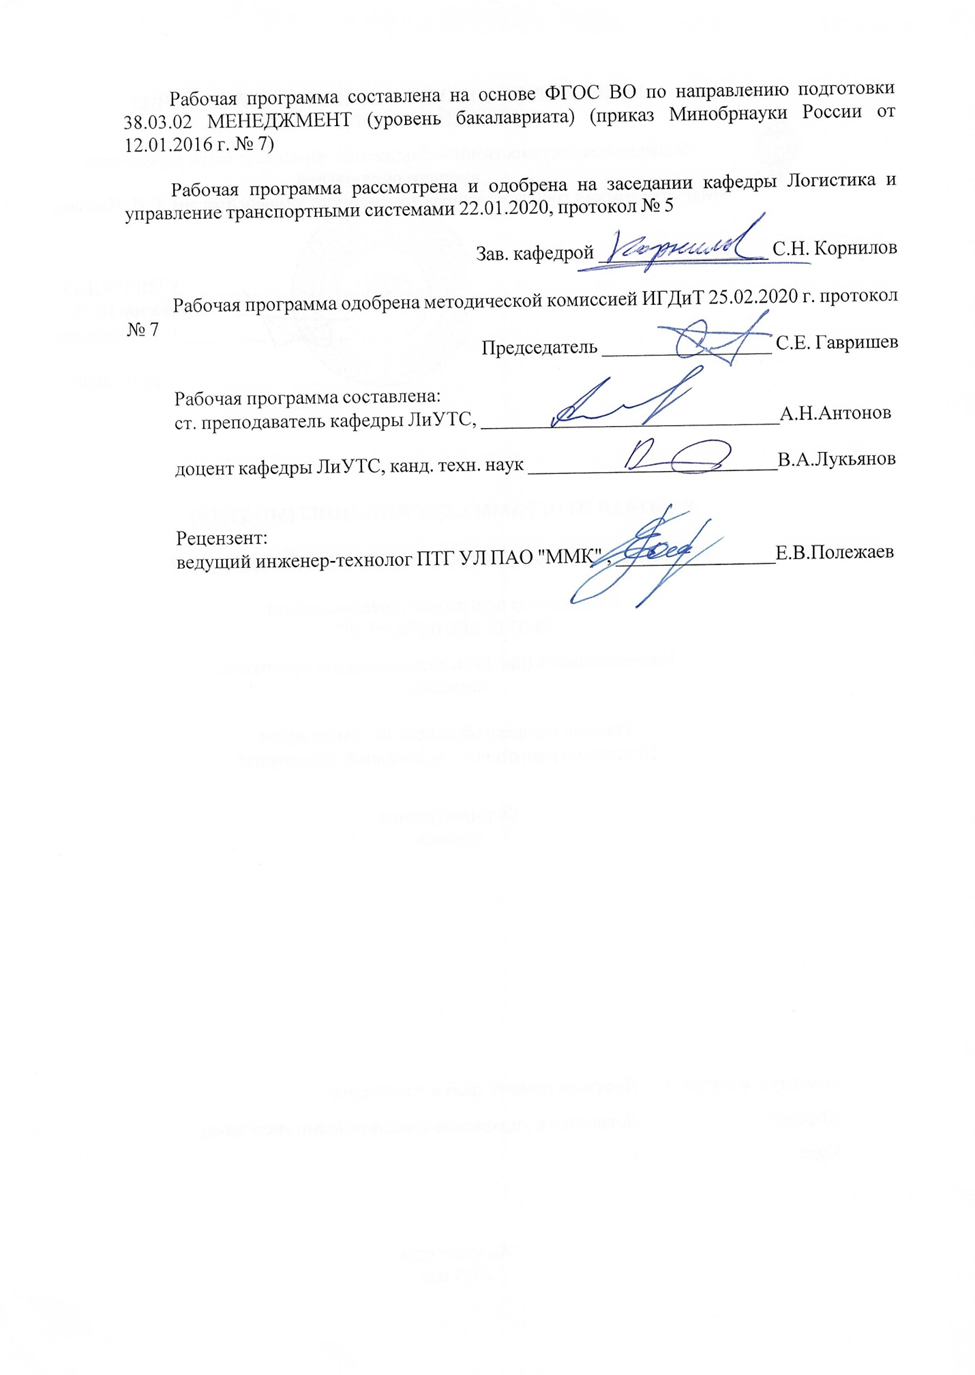 Рабочая программа составлена на основе ФГОС ВО по направлению подготовки
38.03.02 МЕНЕДЖМЕНТ (уровень бакалавриата) (приказ Минобрнауки России от
12.01.2016 г. № 7)
Рабочая программа рассмотрена и одобрена на заседании кафедры Логистика и
управление транспортными системами 22.01.2020, протокол № 5
Зав. кафедрой Корнилов С.Н. Корнилов
Рабочая программа одобрена методической комиссией ИГДиТ 25.02.2020 г. протокол
№ 7
Председатель С.Е. Гавришев
Рабочая программа составлена:
ст. преподаватель кафедры ЛиУТС, А.Н.Антонов
доцент кафедры ЛиУТС, канд. техн. наук В.А.Лукьянов
Рецензент:
ведущий инженер-технолог ПТГ УЛ ПАО "ММК", Е.В.Полежаев